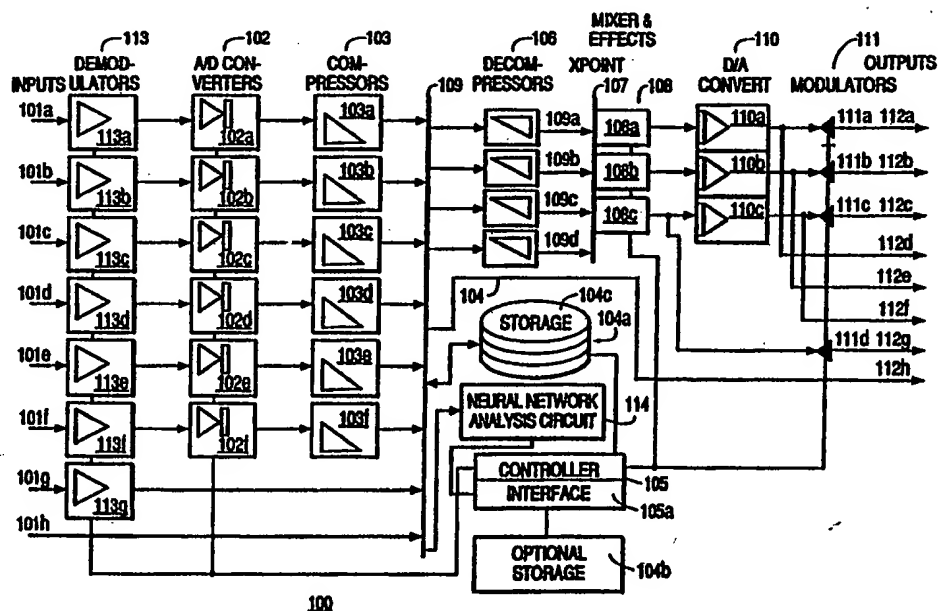 113
DEMOD-
ULATORS
102
A/D CON-
VERTERS
103
COM-
PRESSORS
106
DECOM-
PRESSORS
MIXER &
EFFECTS
XPOINT
107
108
110
D/A
CONVERT
111
MODULATORS
OUTPUTS
INPUTS
109
101a
113a
102a
103a
109a
108a
110a
111a 112a
101b
113b
102b
103b
109b
108b
110b
111b 112b
101c
113c
102c
103c
109c
108c
110c
111c 112c
109d
112d
101d
113d
102d
103d
104
104c
STORAGE
104a
112e
112f
111d 112g
112h
101e
113e
102e
103e
NEURAL NETWORK
ANALYSIS CIRCUIT
114
101f
113f
102f
103f
101g
113g
CONTROLLER
105
INTERFACE
105a
101h
OPTIONAL
STORAGE
104b
100